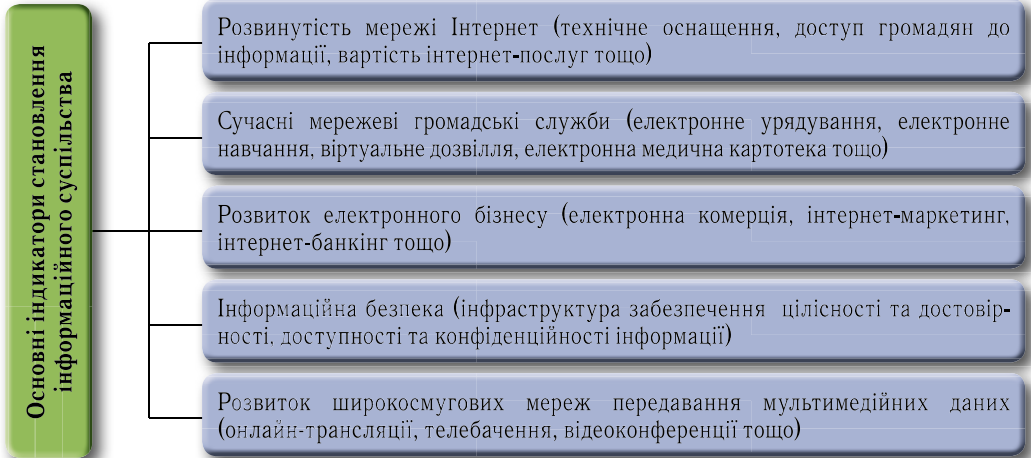 Основні індикатори становлення
інформаційного суспільства
Розвинутість мережі Інтернет (технічне оснащення, доступ громадян до
інформації, вартість інтернет-послуг тощо)
Сучасні мережеві громадські служби (електронне урядування, електронне
навчання, віртуальне дозвілля, електронна медична картотека тощо)
Розвиток електронного бізнесу (електронна комерція, інтернет-маркетинг,
інтернет-банкінг тощо)
Інформаційна безпека (інфраструктура забезпечення цілісності та достовір-
ності, доступності та конфіденційності інформації)
Розвиток широкосмугових мереж передавання мультимедійних даних
(онлайн-трансляції, телебачення, відеоконференції тощо)